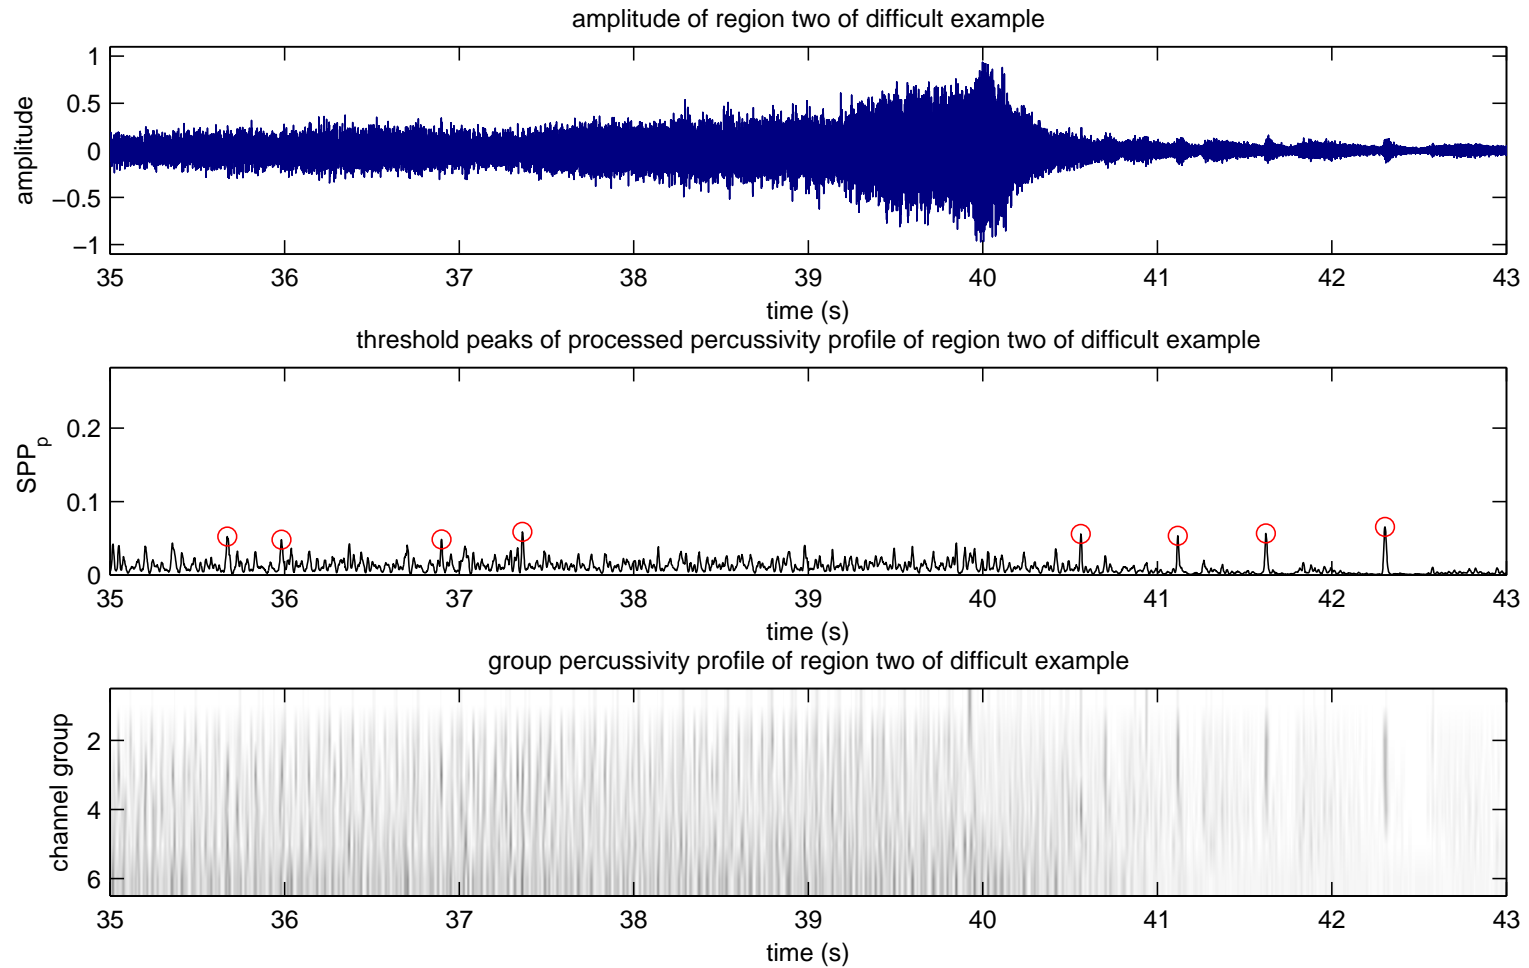 amplitude of region two of difficult example
1
0.5
0
−0.5
−1
amplitude
35 36 37 38 39 40 41 42 43
time (s)
threshold peaks of processed percussivity profile of region two of difficult example
0.2
0.1
0
SPPp
35 36 37 38 39 40 41 42 43
time (s)
group percussivity profile of region two of difficult example
2
4
6
channel group
35 36 37 38 39 40 41 42 43
time (s)